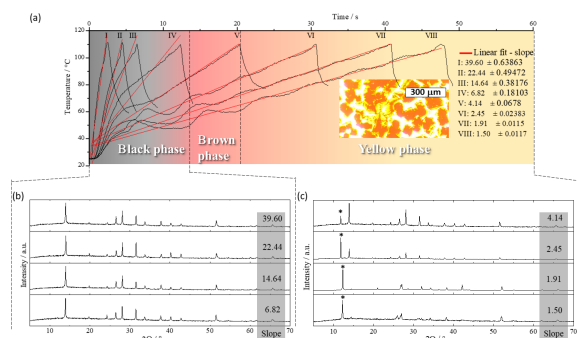 (a)
Time / s
0 10 20 30 40 50 60
I II III IV V VI VII VIII
Temperature / °C
120
100
80
60
40
20
Linear fit - slope
I: 39.60 ± 0.63863
II: 22.44 ± 0.49472
III: 14.64 ± 0.38176
IV: 6.82 ± 0.18103
V: 4.14 ± 0.0678
VI: 2.45 ± 0.02383
VII: 1.91 ± 0.0115
VIII: 1.50 ± 0.0117
300 µm
Black phase
Brown phase
Yellow phase
(b)
Intensity / a.u.
39.60
22.44
14.64
6.82
10 20 30 40 50 60 70
Slope
(c)
Intensity / a.u.
* 4.14
* 2.45
* 1.91
* 1.50
10 20 30 40 50 60 70
Slope